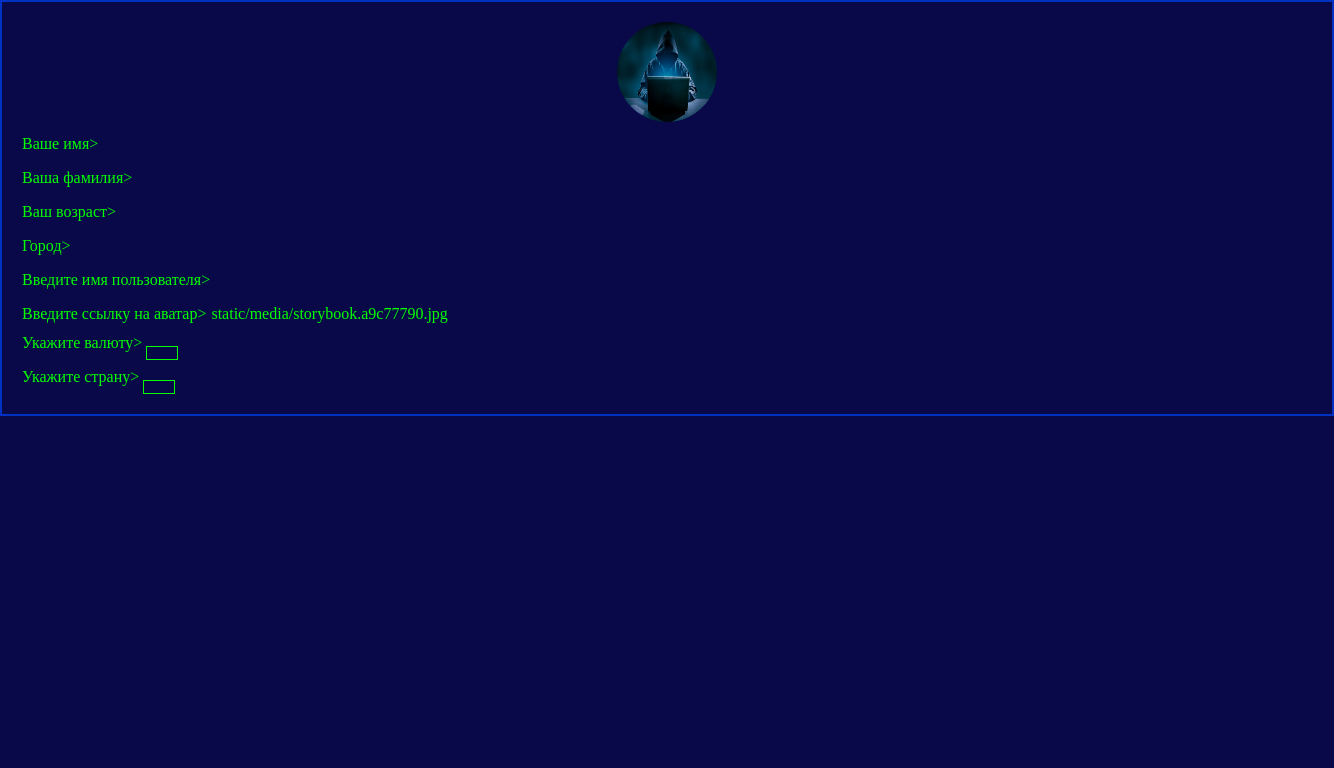 Ваше имя>
Ваша фамилия>
Ваш возраст>
Город>
Введите имя пользователя>
Введите ссылку на аватар> static/media/storybook.a9c77790.jpg
Укажите валюту>
Укажите страну>